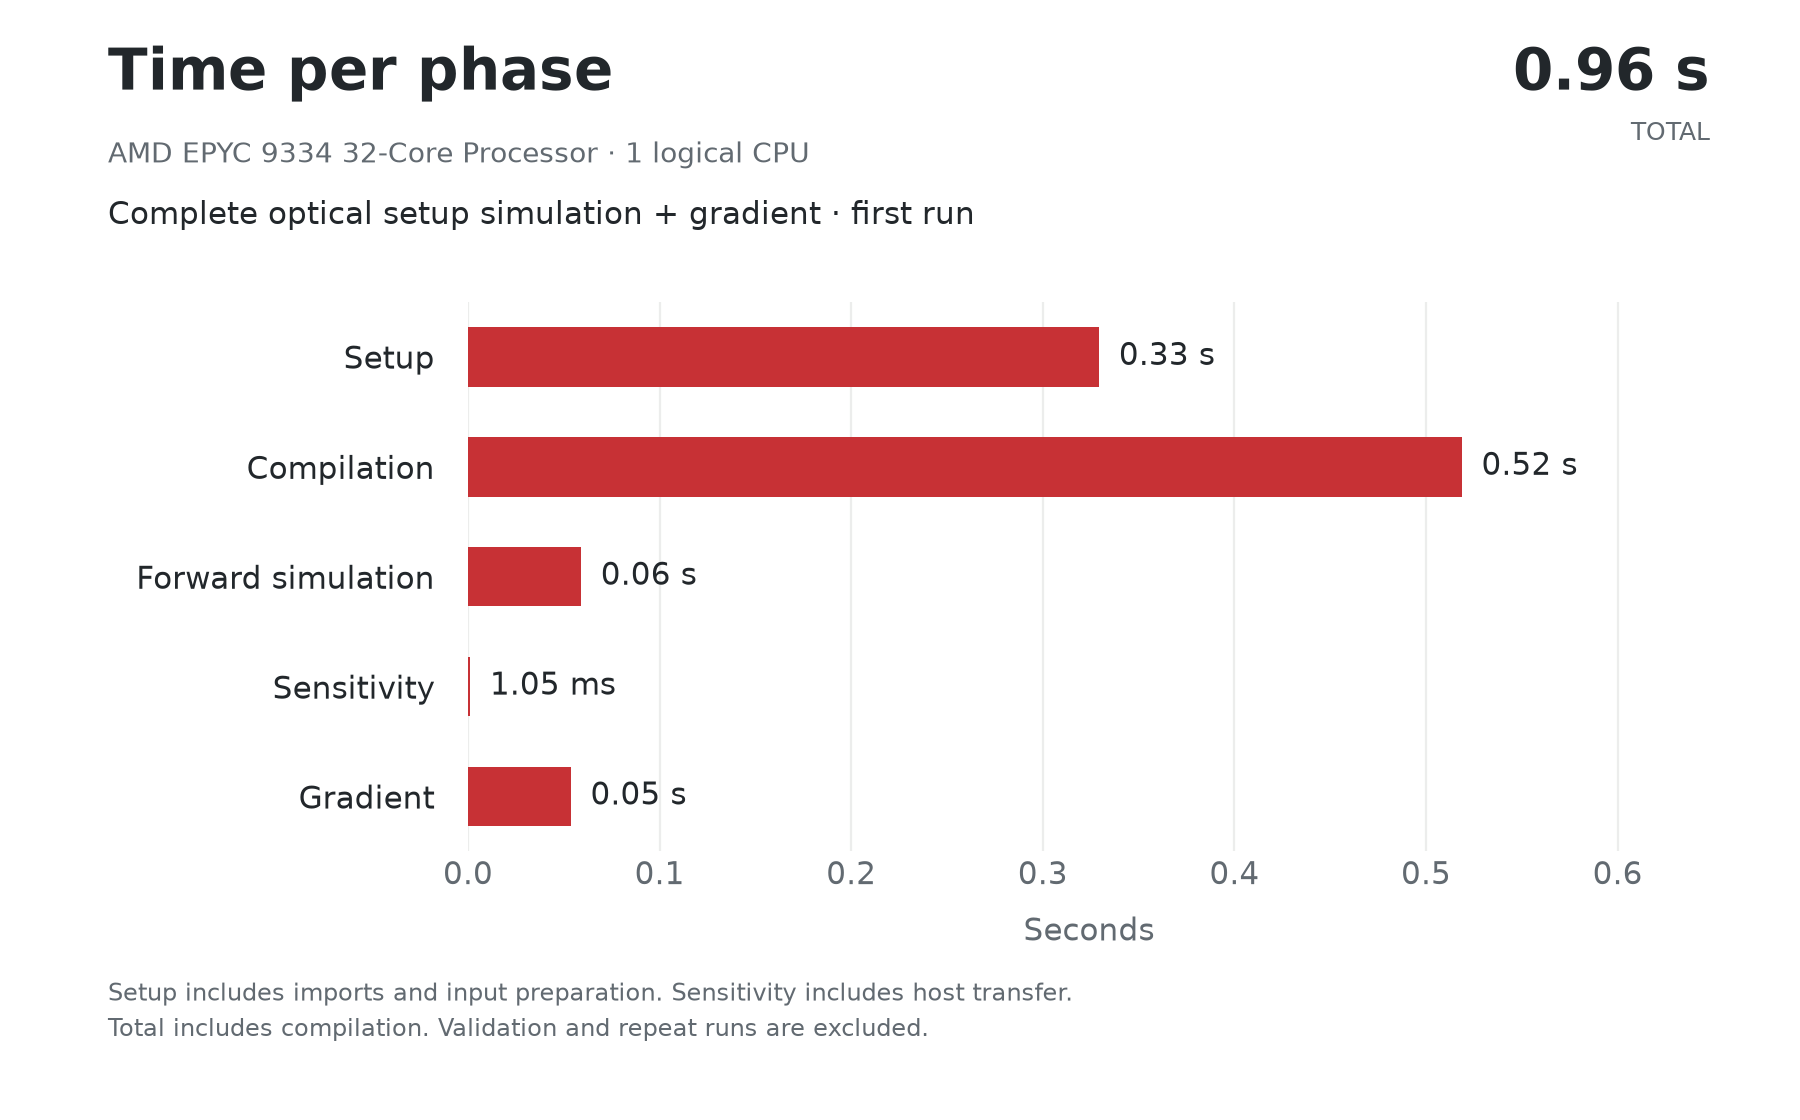 Time per phase
0.96 s
TOTAL
AMD EPYC 9334 32-Core Processor · 1 logical CPU
Complete optical setup simulation + gradient · first run
Setup
0.33 s
Compilation
0.52 s
Forward simulation
0.06 s
Sensitivity
1.05 ms
Gradient
0.05 s
0.0 0.1 0.2 0.3 0.4 0.5 0.6
Seconds
Setup includes imports and input preparation. Sensitivity includes host transfer.
Total includes compilation. Validation and repeat runs are excluded.